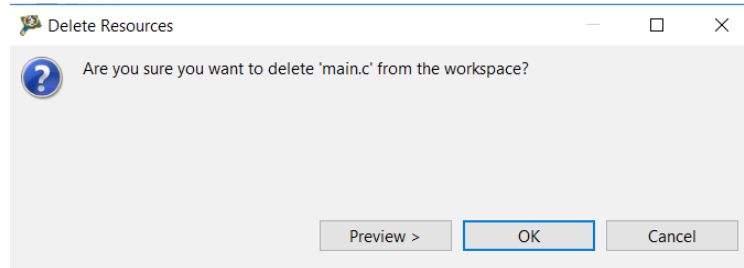 Delete Resources
Are you sure you want to delete 'main.c' from the workspace?
Preview > OK Cancel